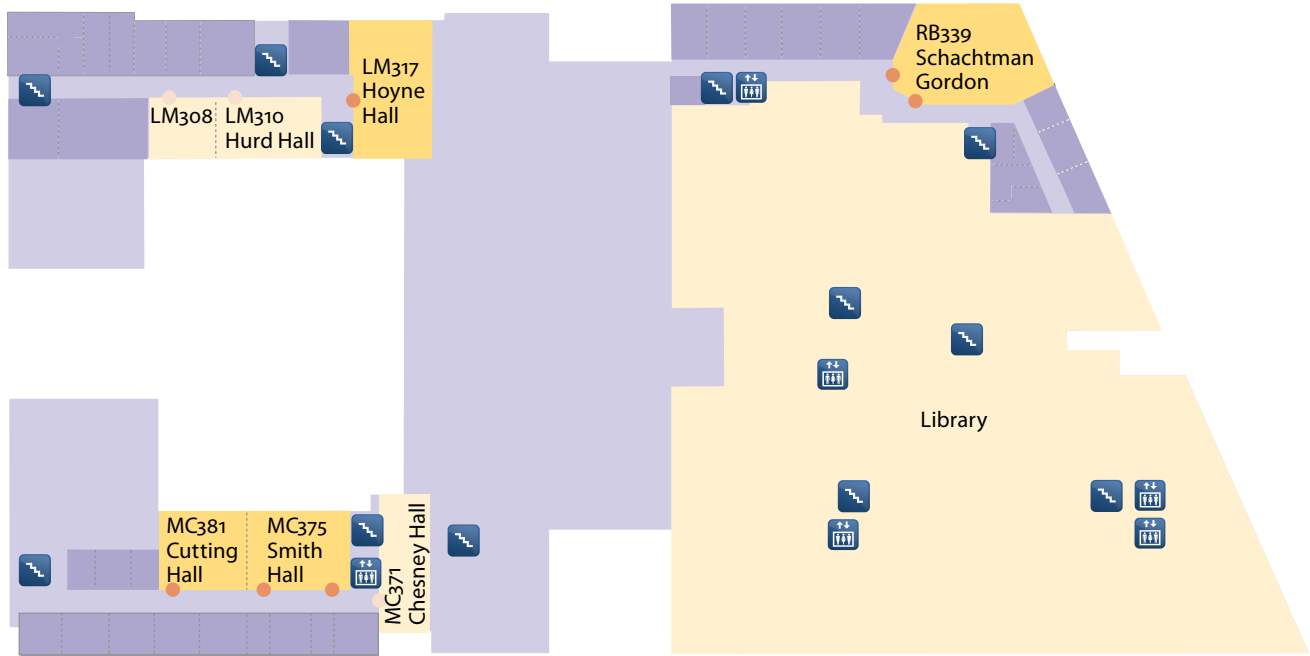 RB339
Schachtman
Gordon
LM317
Hoyne
Hall
LM308
LM310
Hurd Hall
Library
MC381
Cutting
Hall
MC375
Smith
Hall
MC371
Chesney Hall